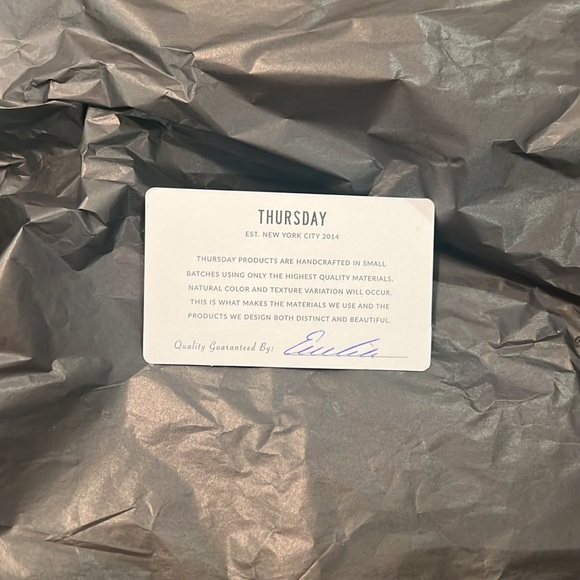 THURSDAY
EST. NEW YORK CITY 2014
THURSDAY PRODUCTS ARE HANDCRAFTED IN SMALL
BATCHES USING ONLY THE HIGHEST QUALITY MATERIALS.
NATURAL COLOR AND TEXTURE VARIATION WILL OCCUR.
THIS IS WHAT MAKES THE MATERIALS WE USE AND THE
PRODUCTS WE DESIGN BOTH DISTINCT AND BEAUTIFUL.
Quality Guaranteed By: